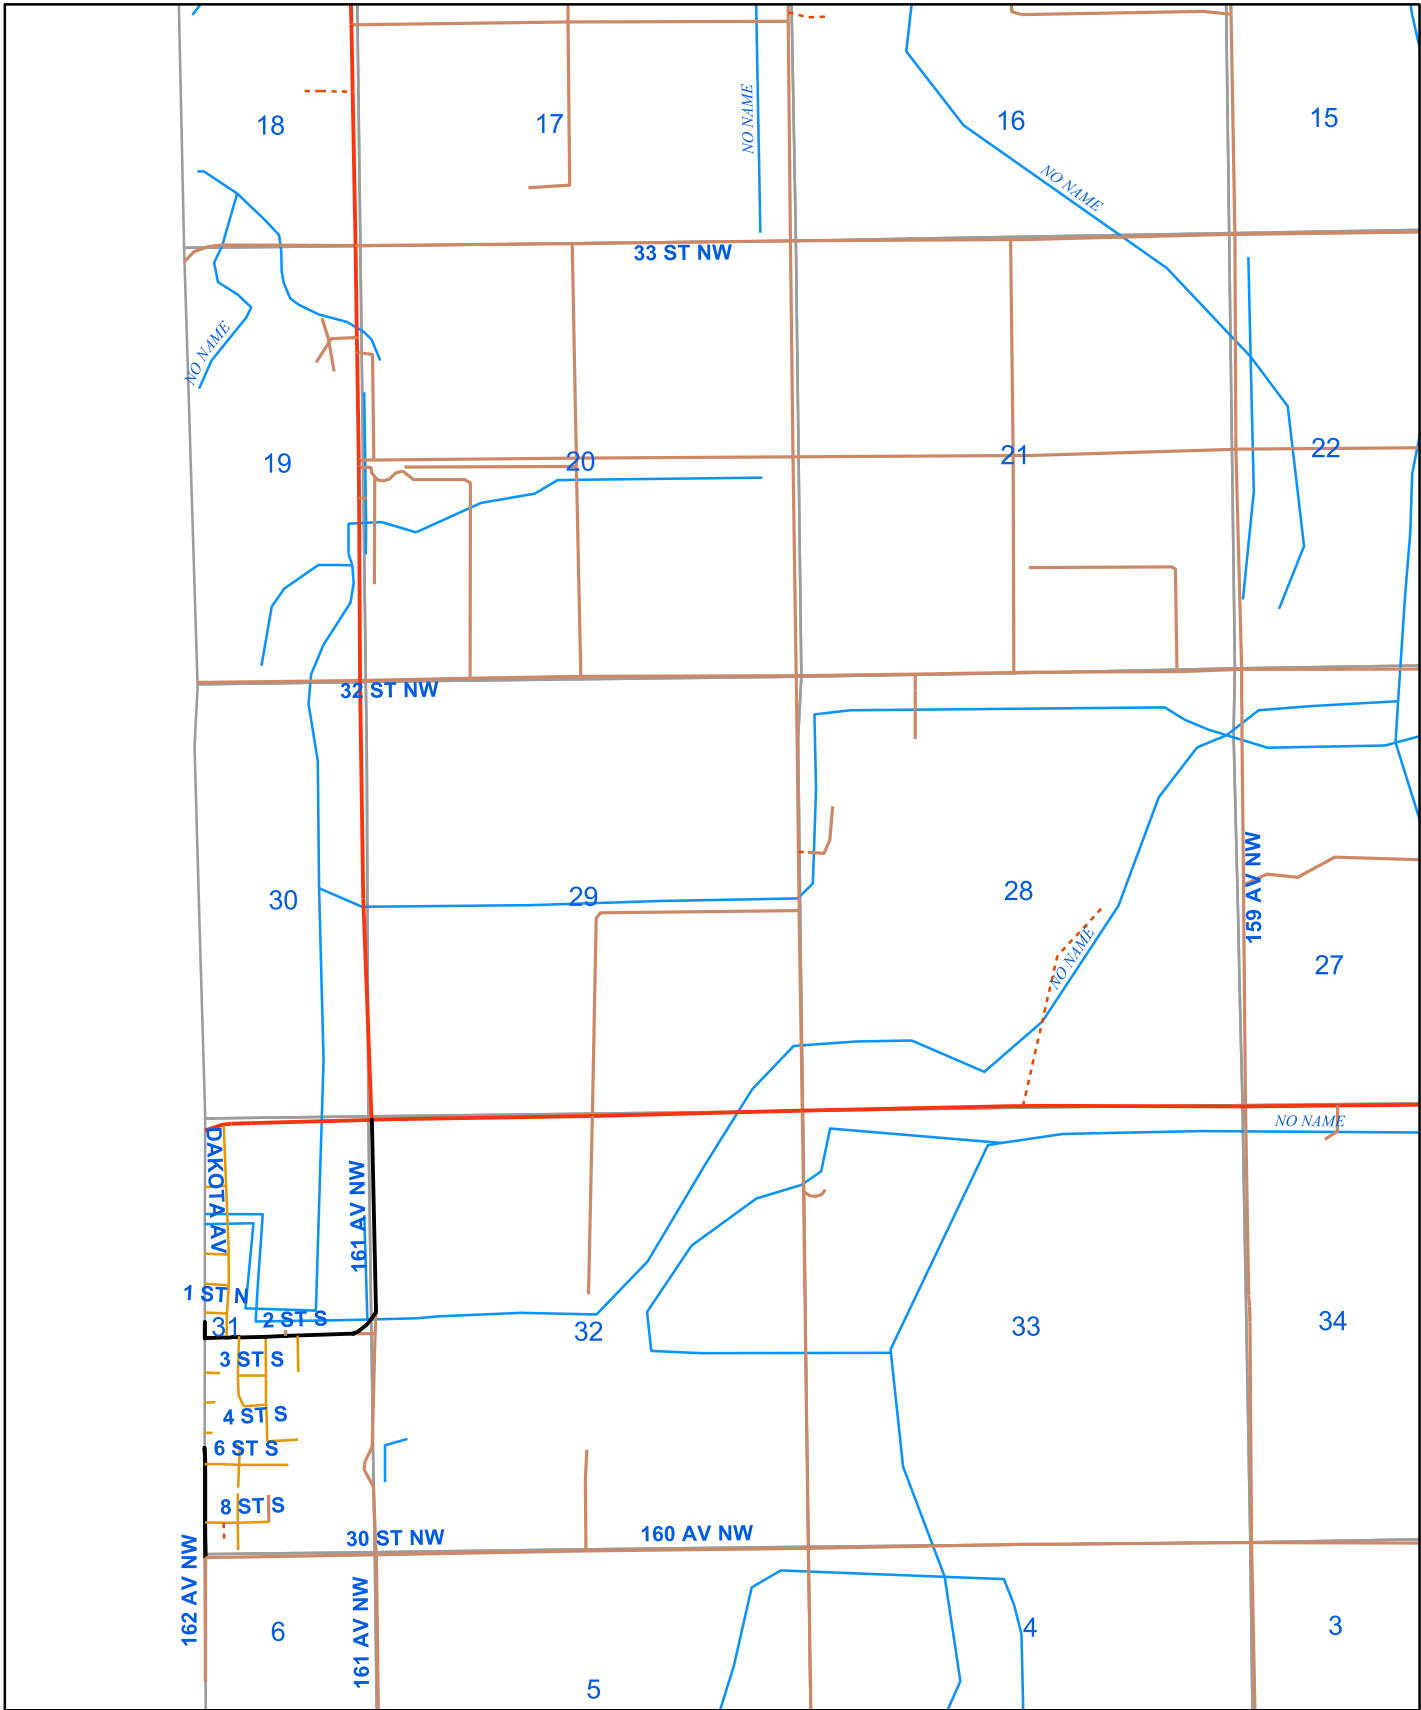 NO NAME
18
17
16
15
NO NAME
33 ST NW
NO NAME
19
20
21
22
32 ST NW
159 AV NW
30
29
28
NO NAME
27
NO NAME
DAKOTA AV
161 AV NW
1 ST N
2 ST S
31
32
33
34
3 ST S
4 ST S
6 ST S
8 ST S
30 ST NW
160 AV NW
162 AV NW
161 AV NW
6
5
4
3